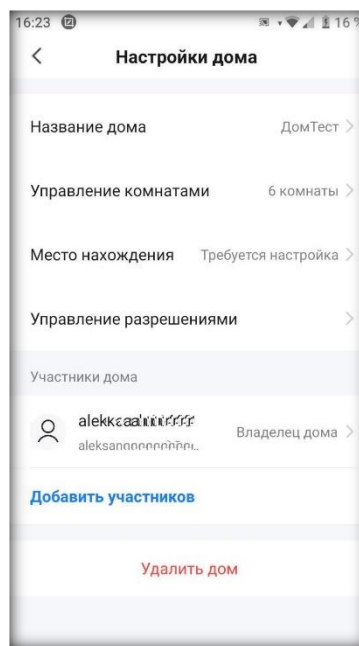 16:23 16 %
Настройки дома
Название дома ДомТест
Управление комнатами 6 комнаты
Место нахождения Требуется настройка
Управление разрешениями
Участники дома
Владелец дома
Добавить участников
Удалить дом